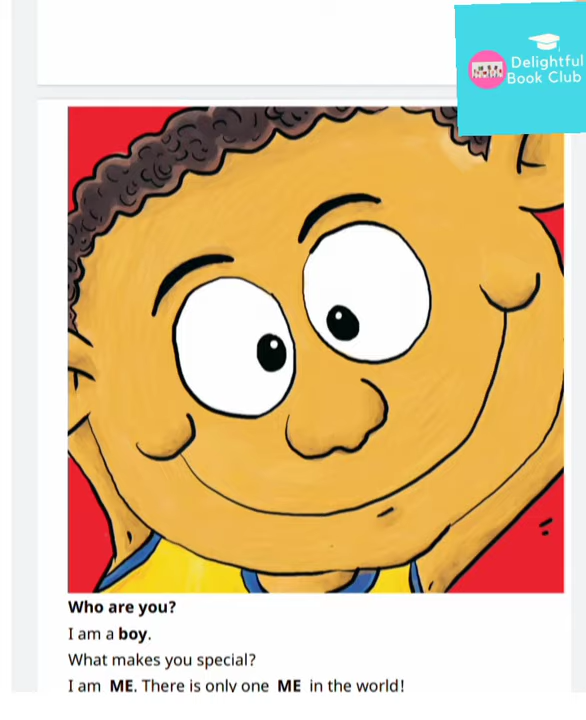 Delightful
Book Club
Who are you?
I am a boy.
What makes you special?
I am ME. There is only one ME in the world!